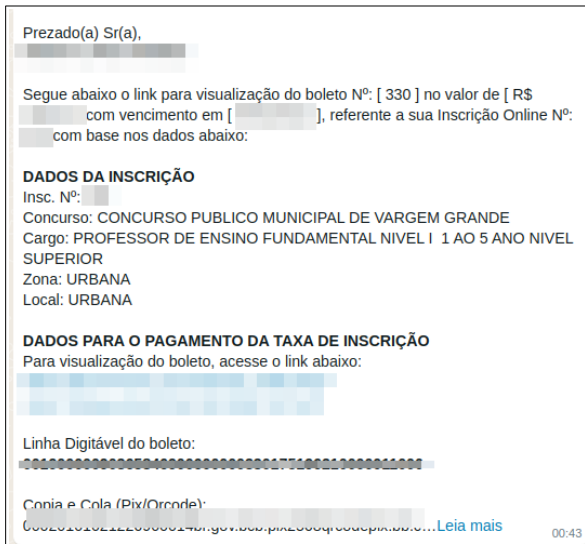 Prezado(a) Sr(a),
Segue abaixo o link para visualização do boleto Nº: [ 330 ] no valor de [ R$
com vencimento em [ ], referente a sua Inscrição Online Nº:
com base nos dados abaixo:
DADOS DA INSCRIÇÃO
Insc. Nº:
Concurso: CONCURSO PUBLICO MUNICIPAL DE VARGEM GRANDE
Cargo: PROFESSOR DE ENSINO FUNDAMENTAL NIVEL I 1 AO 5 ANO NIVEL
SUPERIOR
Zona: URBANA
Local: URBANA
DADOS PARA O PAGAMENTO DA TAXA DE INSCRIÇÃO
Para visualização do boleto, acesse o link abaixo:
Linha Digitável do boleto:
Copia e Cola (Pix/Qrcode):
...Leia mais
00:43